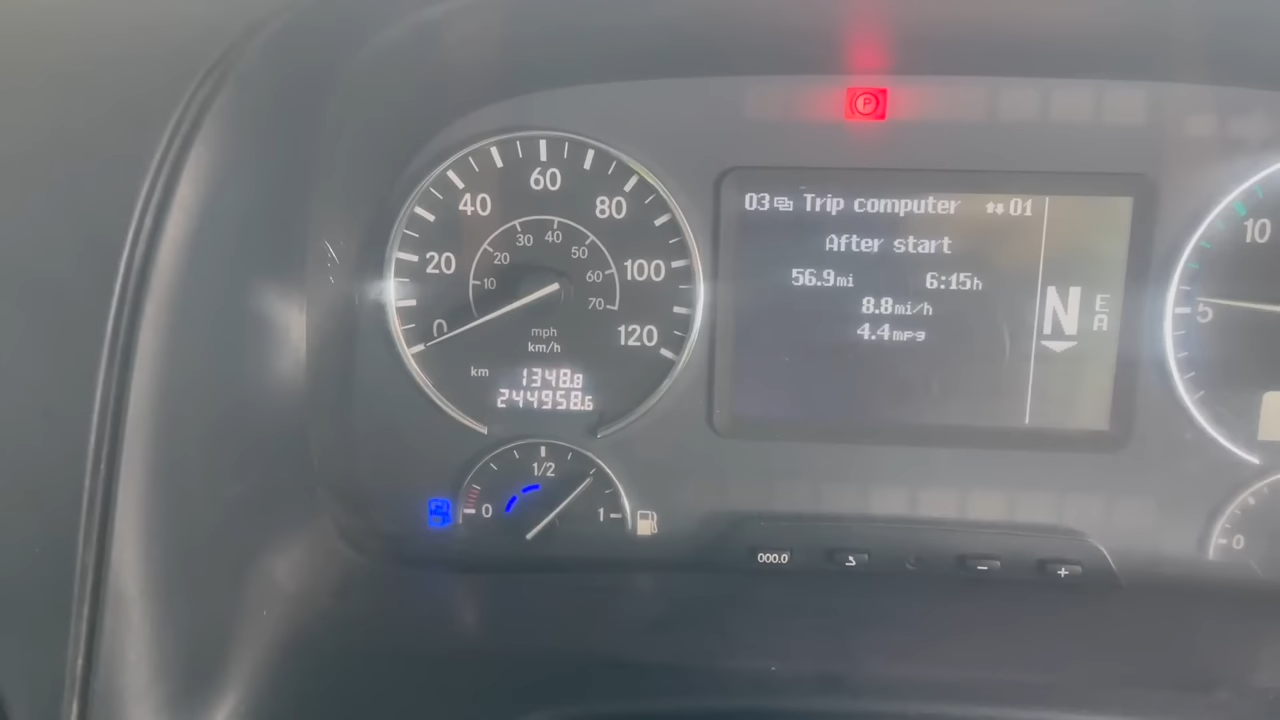 P
03 Trip computer 01
After start
56.9mi 6:15h
8.8mi/h
4.4mpg
N
E
A
0
20
40
60
80
100
120
10
20
30
40
50
60
70
mph
km/h
km
1348.8
244958.6
0
1/2
1
5
10
0
000.0
−
+